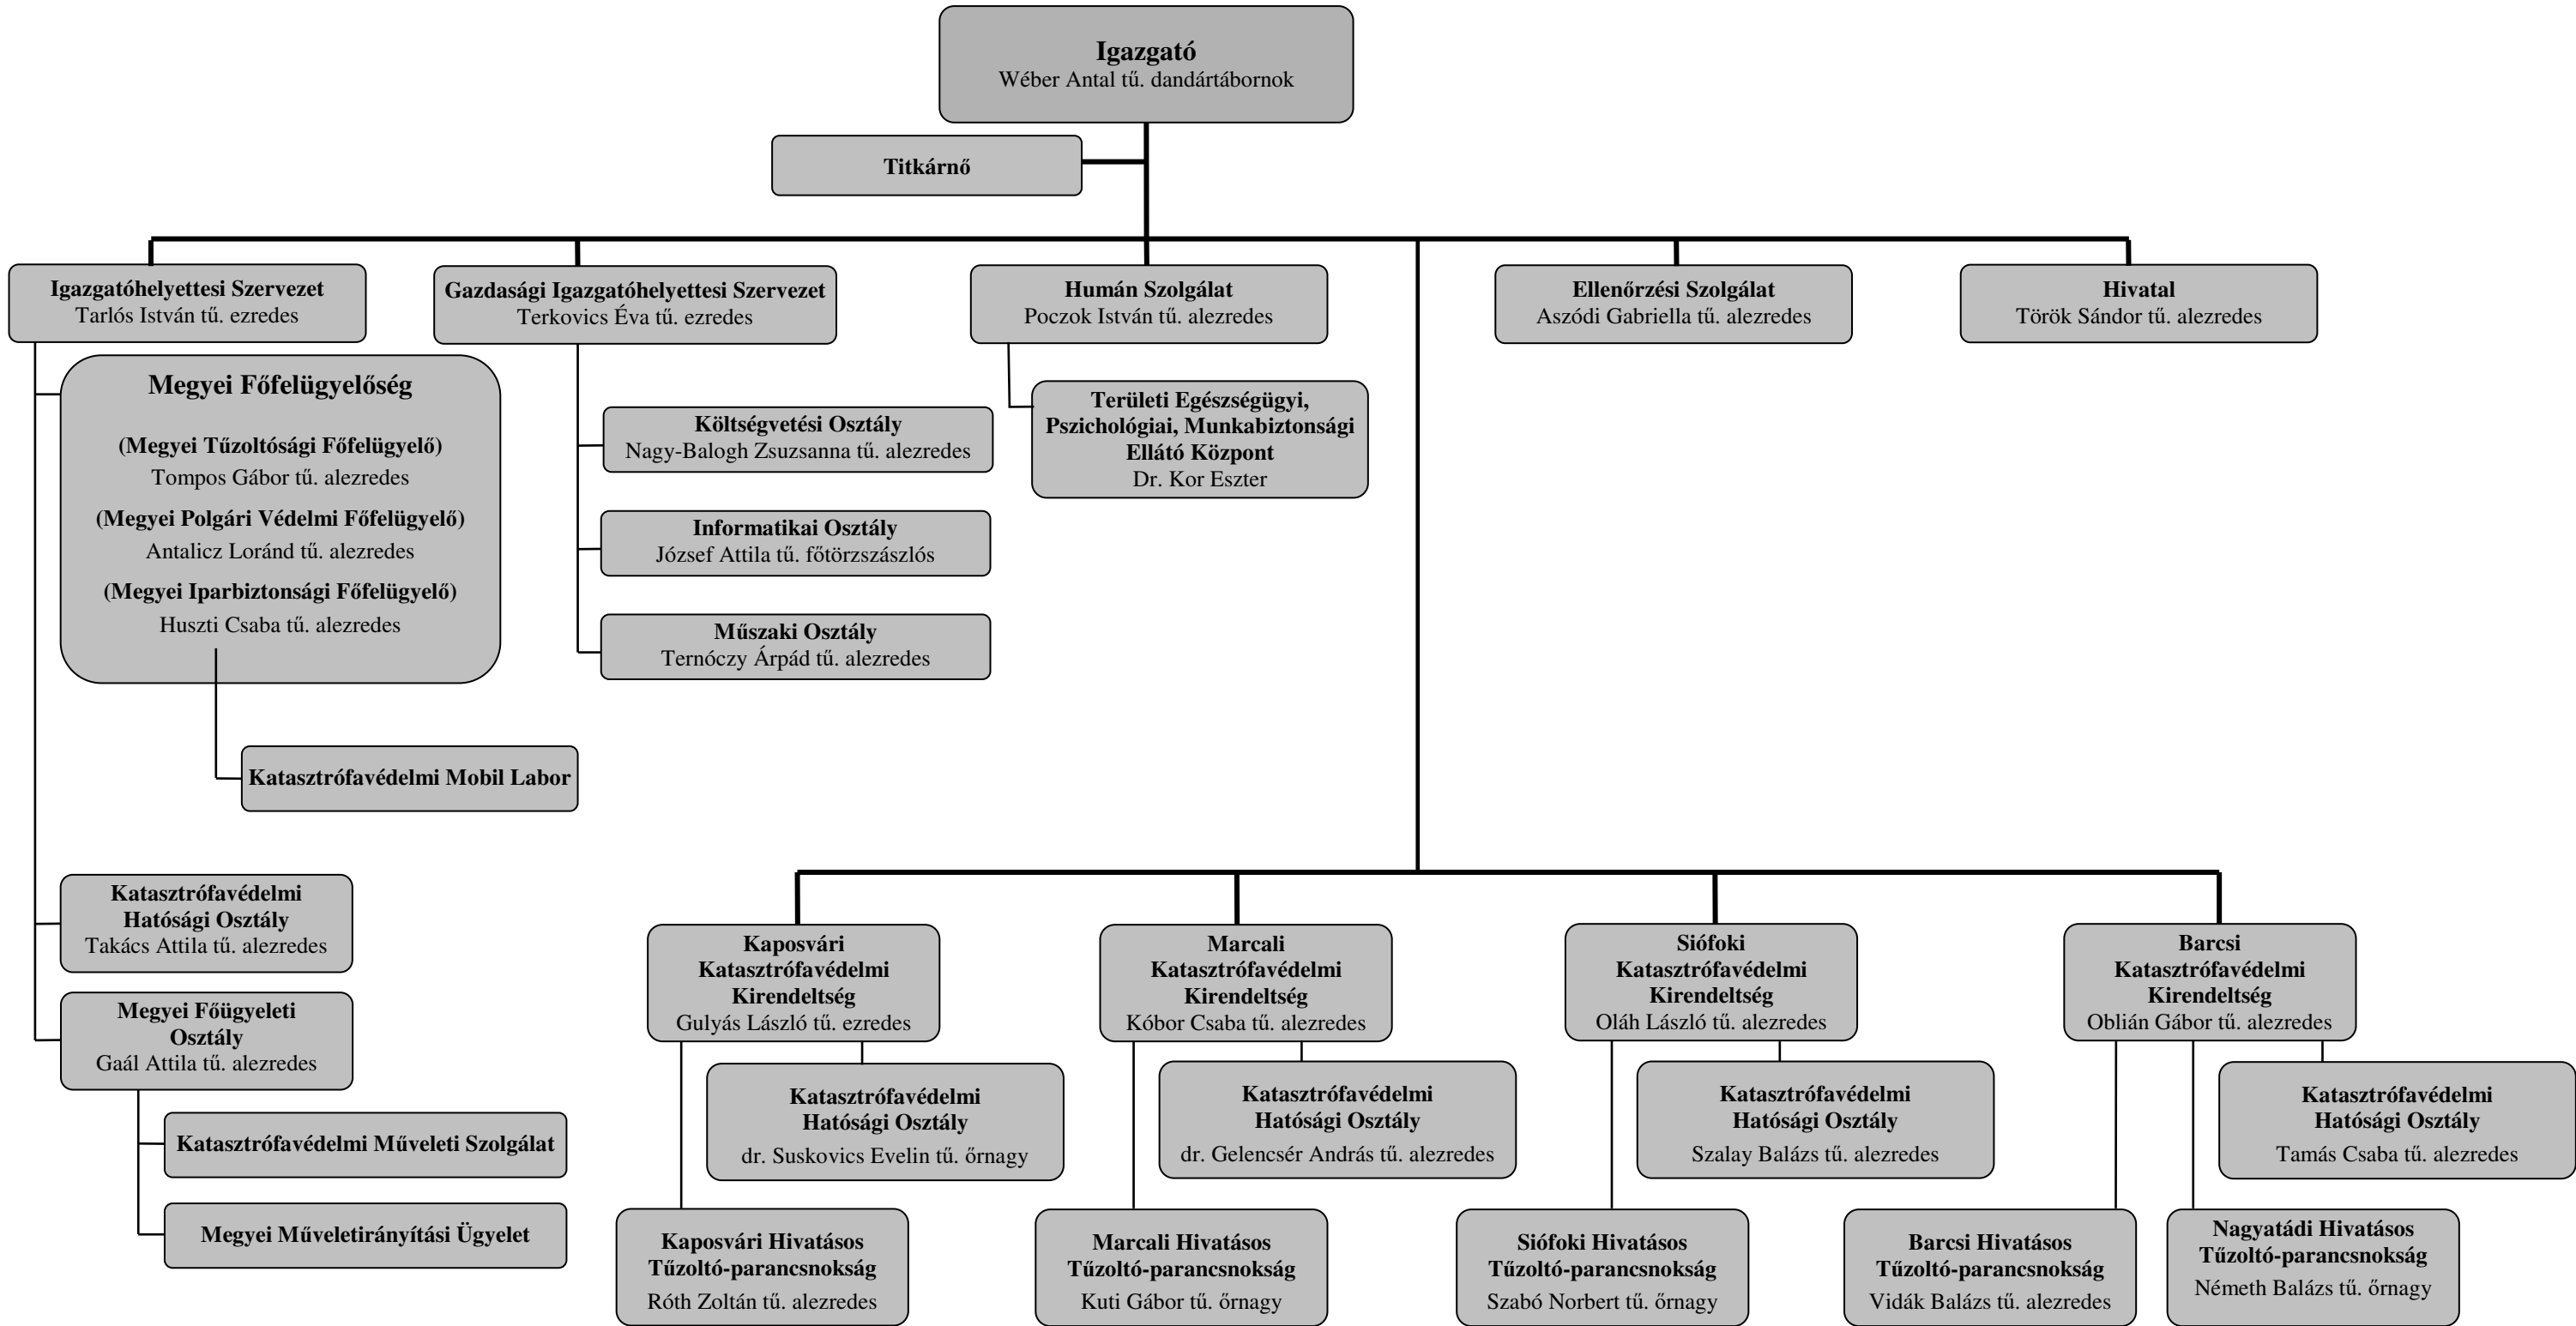 Igazgató
Wéber Antal tű. dandártábornok
Titkárnő
Igazgatóhelyettesi Szervezet
Tarlós István tű. ezredes
Gazdasági Igazgatóhelyettesi Szervezet
Terkovics Éva tű. ezredes
Humán Szolgálat
Poczok István tű. alezredes
Ellenőrzési Szolgálat
Aszódi Gabriella tű. alezredes
Hivatal
Török Sándor tű. alezredes
Megyei Főfelügyelőség
(Megyei Tűzoltósági Főfelügyelő)
Tompos Gábor tű. alezredes
(Megyei Polgári Védelmi Főfelügyelő)
Antalicz Loránd tű. alezredes
(Megyei Iparbiztonsági Főfelügyelő)
Huszti Csaba tű. alezredes
Költségvetési Osztály
Nagy-Balogh Zsuzsanna tű. alezredes
Informatikai Osztály
József Attila tű. főtörzszászlós
Műszaki Osztály
Ternóczy Árpád tű. alezredes
Területi Egészségügyi,
Pszichológiai, Munkabiztonsági
Ellátó Központ
Dr. Kor Eszter
Katasztrófavédelmi Mobil Labor
Katasztrófavédelmi
Hatósági Osztály
Takács Attila tű. alezredes
Megyei Főügyeleti
Osztály
Gaál Attila tű. alezredes
Katasztrófavédelmi Műveleti Szolgálat
Megyei Műveletirányítási Ügyelet
Kaposvári
Katasztrófavédelmi
Kirendeltség
Gulyás László tű. ezredes
Marcali
Katasztrófavédelmi
Kirendeltség
Kóbor Csaba tű. alezredes
Siófoki
Katasztrófavédelmi
Kirendeltség
Oláh László tű. alezredes
Barcsi
Katasztrófavédelmi
Kirendeltség
Oblián Gábor tű. alezredes
Katasztrófavédelmi
Hatósági Osztály
dr. Suskovics Evelin tű. őrnagy
Katasztrófavédelmi
Hatósági Osztály
dr. Gelencsér András tű. alezredes
Katasztrófavédelmi
Hatósági Osztály
Szalay Balázs tű. alezredes
Katasztrófavédelmi
Hatósági Osztály
Tamás Csaba tű. alezredes
Kaposvári Hivatásos
Tűzoltó-parancsnokság
Róth Zoltán tű. alezredes
Marcali Hivatásos
Tűzoltó-parancsnokság
Kuti Gábor tű. őrnagy
Siófoki Hivatásos
Tűzoltó-parancsnokság
Szabó Norbert tű. őrnagy
Barcsi Hivatásos
Tűzoltó-parancsnokság
Vidák Balázs tű. alezredes
Nagyatádi Hivatásos
Tűzoltó-parancsnokság
Németh Balázs tű. őrnagy